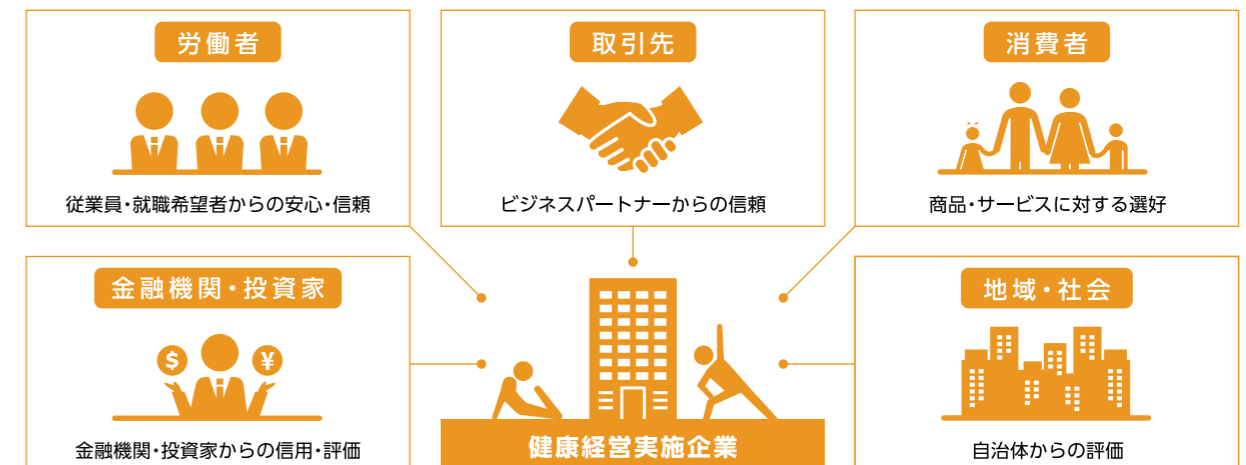 労働者
従業員・就職希望者からの安心・信頼
取引先
ビジネスパートナーからの信頼
消費者
商品・サービスに対する選好
金融機関・投資家
$ ¥
金融機関・投資家からの信用・評価
健康経営実施企業
地域・社会
自治体からの評価